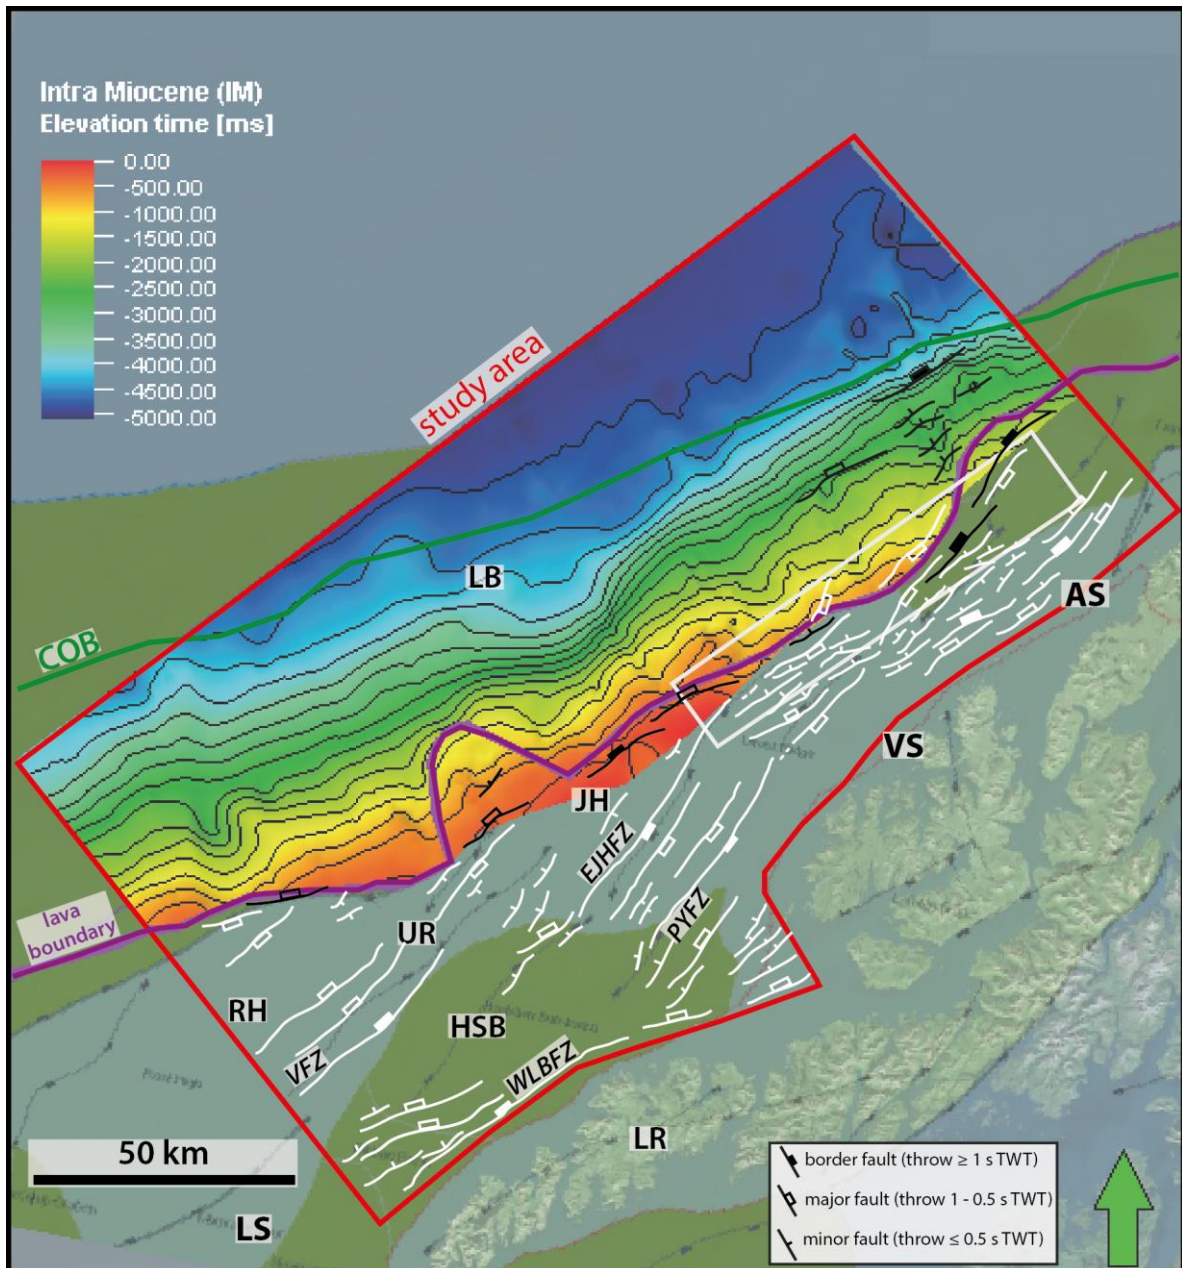 Intra Miocene (IM)
Elevation time [ms]
0.00
-500.00
-1000.00
-1500.00
-2000.00
-2500.00
-3000.00
-3500.00
-4000.00
-4500.00
-5000.00
study area
LB
COB
AS
VS
JH
EJHFZ
lava
boundary
UR
PYFZ
RH
HSB
VFZ
WLBFZ
LR
50 km
LS
border fault (throw ≥ 1 s TWT)
major fault (throw 1 - 0.5 s TWT)
minor fault (throw ≤ 0.5 s TWT)